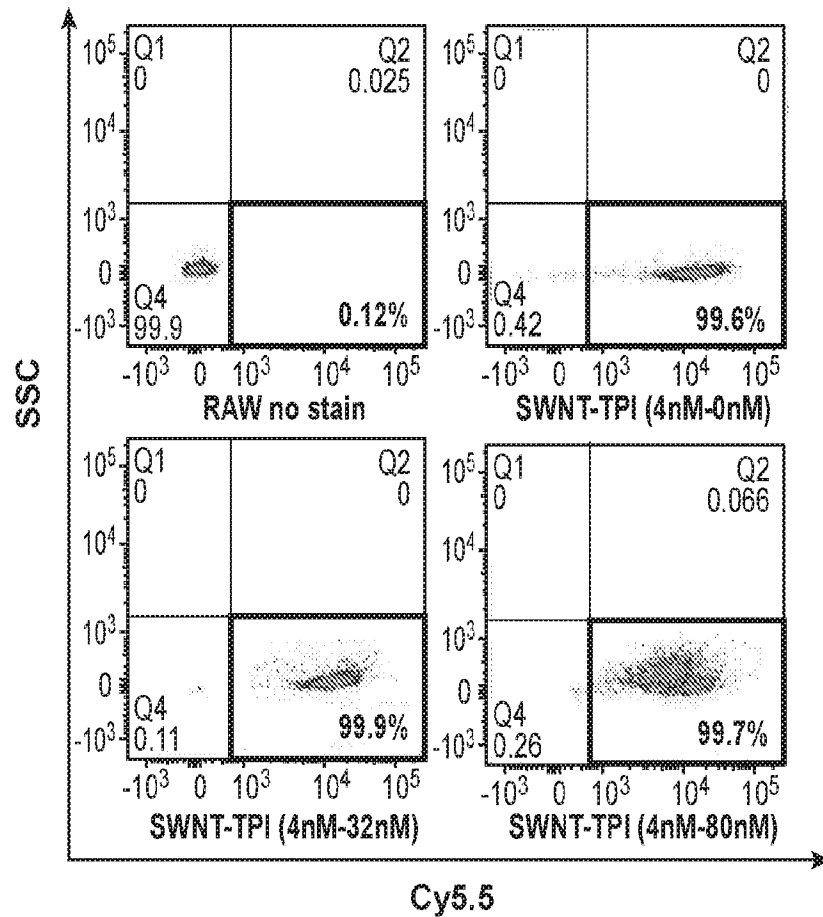 SSC
10⁵
10⁴
10³
0
-10³
Q1
0
Q2
0.025
Q4
99.9
0.12%
-10³ 0 10³ 10⁴ 10⁵
RAW no stain
10⁵
10⁴
10³
0
-10³
Q1
0
Q2
0
Q4
0.42
99.6%
-10³ 0 10³ 10⁴ 10⁵
SWNT-TPI (4nM-0nM)
10⁵
10⁴
10³
0
-10³
Q1
0
Q2
0
Q4
0.11
99.9%
-10³ 0 10³ 10⁴ 10⁵
SWNT-TPI (4nM-32nM)
10⁵
10⁴
10³
0
-10³
Q1
0
Q2
0.066
Q4
0.26
99.7%
-10³ 0 10³ 10⁴ 10⁵
SWNT-TPI (4nM-80nM)
Cy5.5